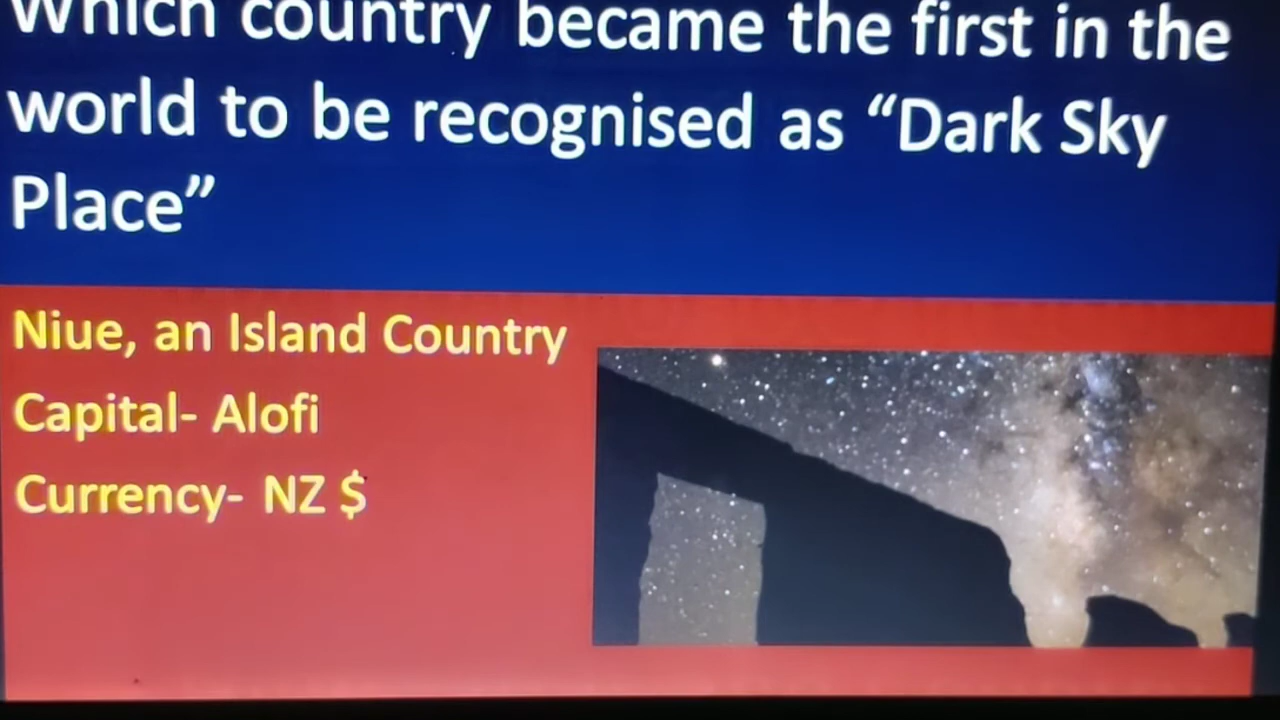 Which country became the first in the
world to be recognised as “Dark Sky
Place”
Niue, an Island Country
Capital- Alofi
Currency- NZ $